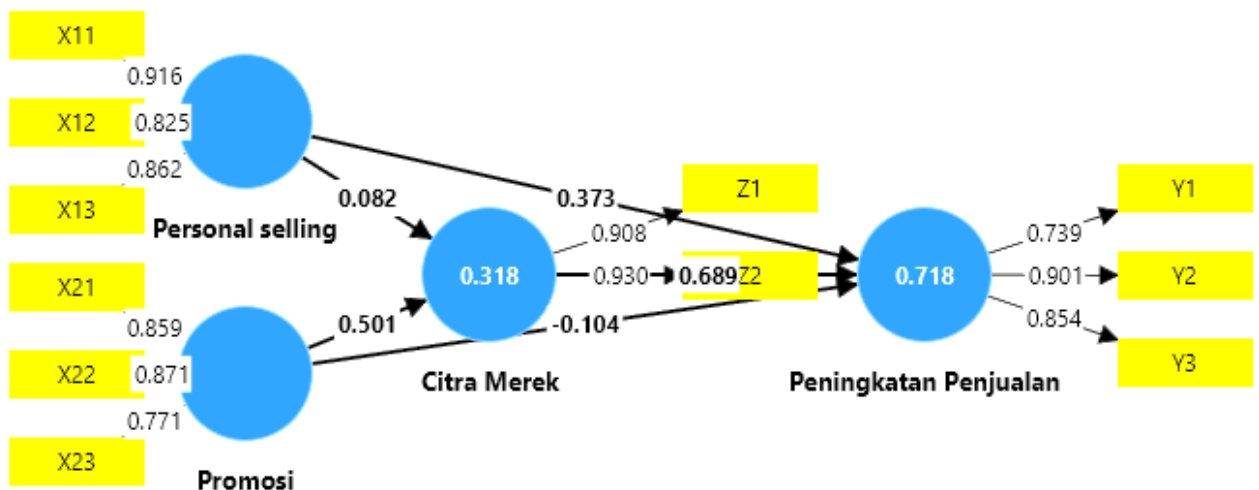 X11
0.916
X12
0.825
0.862
X13
Personal selling
0.082
0.373
Z1
0.908
Y1
0.739
X21
0.859
0.318
0.930
0.689
Z2
0.718
0.901
Y2
0.501
-0.104
0.854
X22
0.871
Citra Merek
Peningkatan Penjualan
Y3
0.771
X23
Promosi